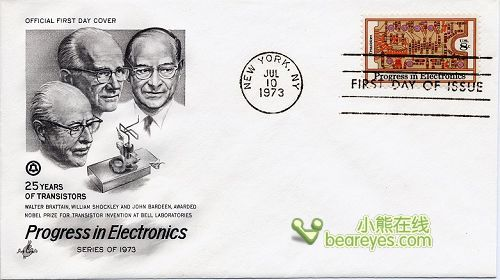 OFFICIAL FIRST DAY COVER
25 YEARS
OF TRANSISTORS
WALTER BRATTAIN, WILLIAM SHOCKLEY AND JOHN BARDEEN, AWARDED
NOBEL PRIZE FOR TRANSISTOR INVENTION AT BELL LABORATORIES
Progress in Electronics
SERIES OF 1973
NEW YORK, NY
JUL
10
1973
8c
Progress in Electronics
FIRST DAY OF ISSUE
小熊在线
beareyes.com